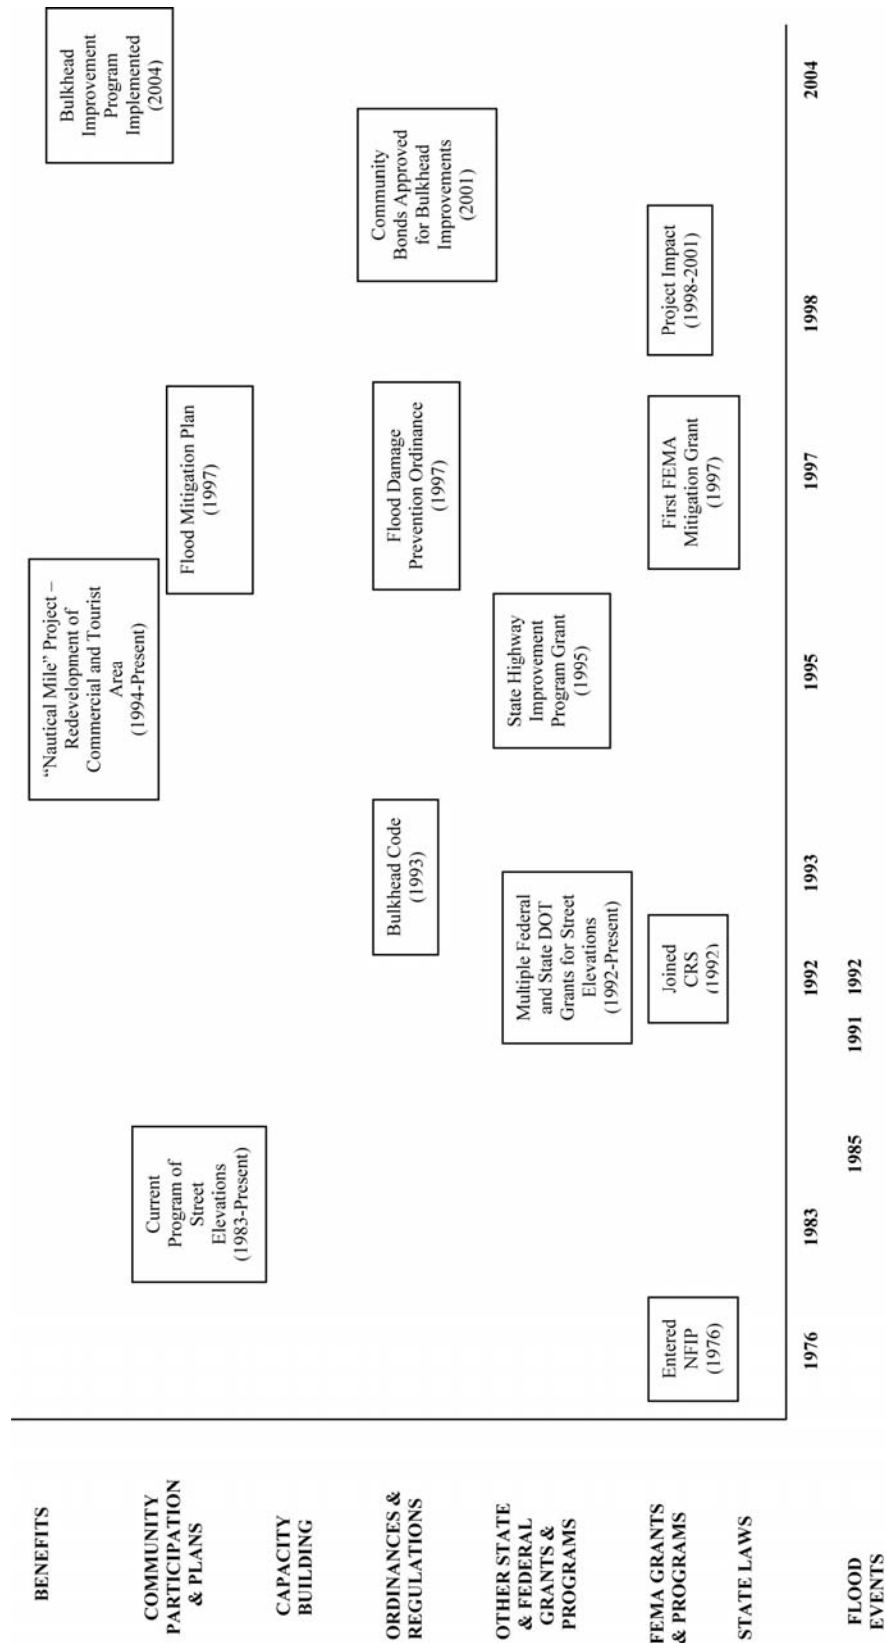 BENEFITS
“Nautical Mile” Project –
Redevelopment of
Commercial and Tourist
Area
(1994-Present)
Bulkhead
Improvement
Program
Implemented
(2004)
COMMUNITY
PARTICIPATION
& PLANS
Current
Program of
Street
Elevations
(1983-Present)
Flood Mitigation Plan
(1997)
CAPACITY
BUILDING
ORDINANCES &
REGULATIONS
Bulkhead Code
(1993)
Flood Damage
Prevention Ordinance
(1997)
Community
Bonds Approved
for Bulkhead
Improvements
(2001)
OTHER STATE
& FEDERAL
GRANTS &
PROGRAMS
Multiple Federal
and State DOT
Grants for Street
Elevations
(1992-Present)
State Highway
Improvement
Program Grant
(1995)
FEMA GRANTS
& PROGRAMS
Entered
NFIP
(1976)
Joined
CRS
(1992)
First FEMA
Mitigation Grant
(1997)
Project Impact
(1998-2001)
STATE LAWS
1976 1983 1992 1993 1995 1997 1998 2004
FLOOD
EVENTS
1985 1991 1992